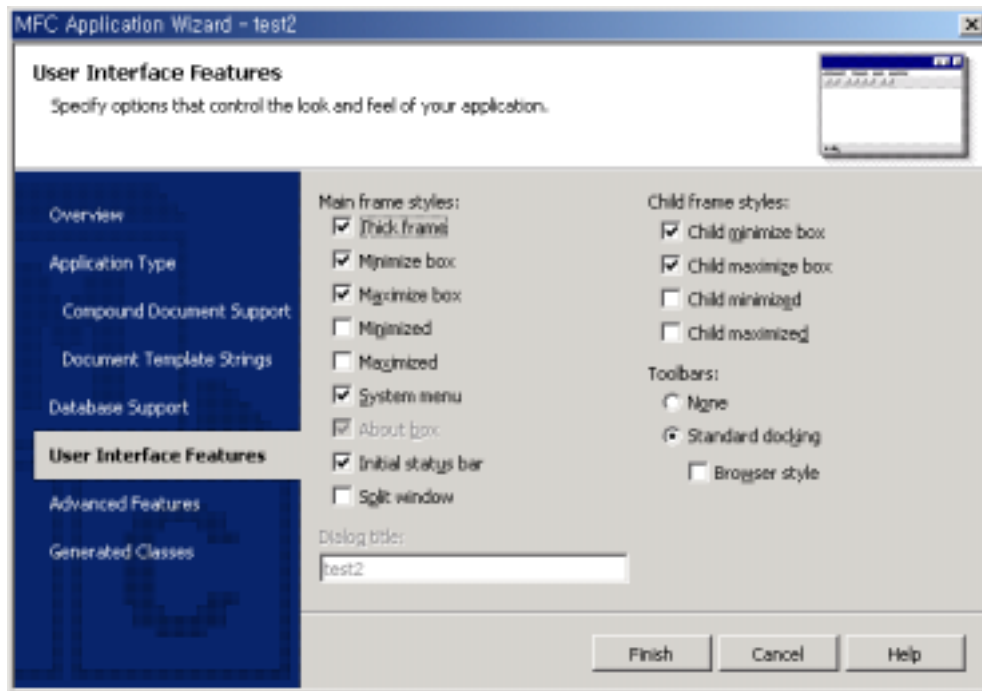 MFC Application Wizard - test2
User Interface Features
Specify options that control the look and feel of your application.
Overview
Application Type
Compound Document Support
Document Template Strings
Database Support
User Interface Features
Advanced Features
Generated Classes
Main frame styles:
Thick frame
Minimize box
Maximize box
Minimized
Maximized
System menu
About box
Initial status bar
Split window
Dialog title:
test2
Child frame styles:
Child minimize box
Child maximize box
Child minimized
Child maximized
Toolbars:
None
Standard docking
Browser style
Finish
Cancel
Help